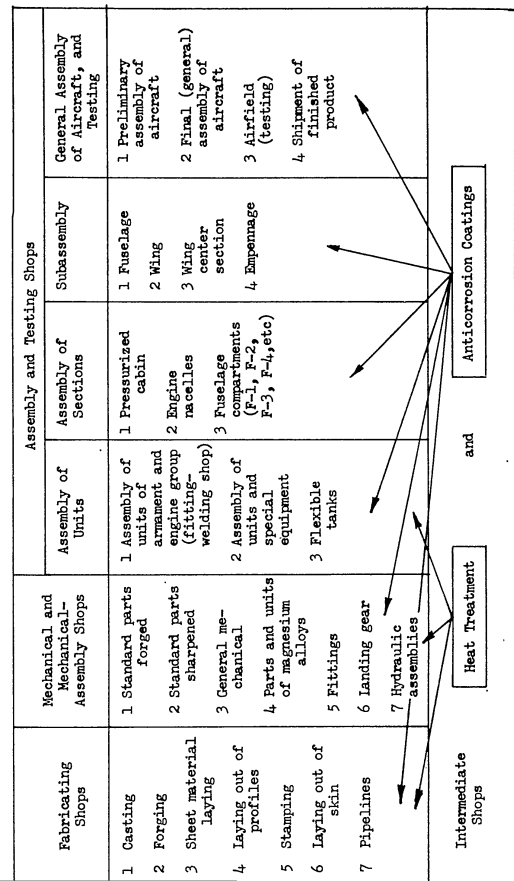 Fabricating
Shops
Mechanical and
Mechanical-
Assembly Shops
Assembly and Testing Shops
Assembly of
Units
Assembly of
Sections
Subassembly
General Assembly
of Aircraft, and
Testing
1 Casting
2 Forging
3 Sheet material
laying
4 Laying out of
profiles
5 Stamping
6 Laying out of
skin
7 Pipelines
1 Standard parts
forged
2 Standard parts
sharpened
3 General me-
chanical
4 Parts and units
of magnesium
alloys
5 Fittings
6 Landing gear
7 Hydraulic
assemblies
1 Assembly of
units of
armament and
engine group
(fitting-
welding shop)
2 Assembly of
units and
special
equipment
3 Flexible
tanks
1 Pressurized
cabin
2 Engine
nacelles
3 Fuselage
compartments
(F-1, F-2,
F-3, F-4,etc)
1 Fuselage
2 Wing
3 Wing
center
section
4 Empennage
1 Preliminary
assembly of
aircraft
2 Final (general)
assembly of
aircraft
3 Airfield
(testing)
4 Shipment of
finished
product
Intermediate
Shops
Heat Treatment
and
Anticorrosion Coatings